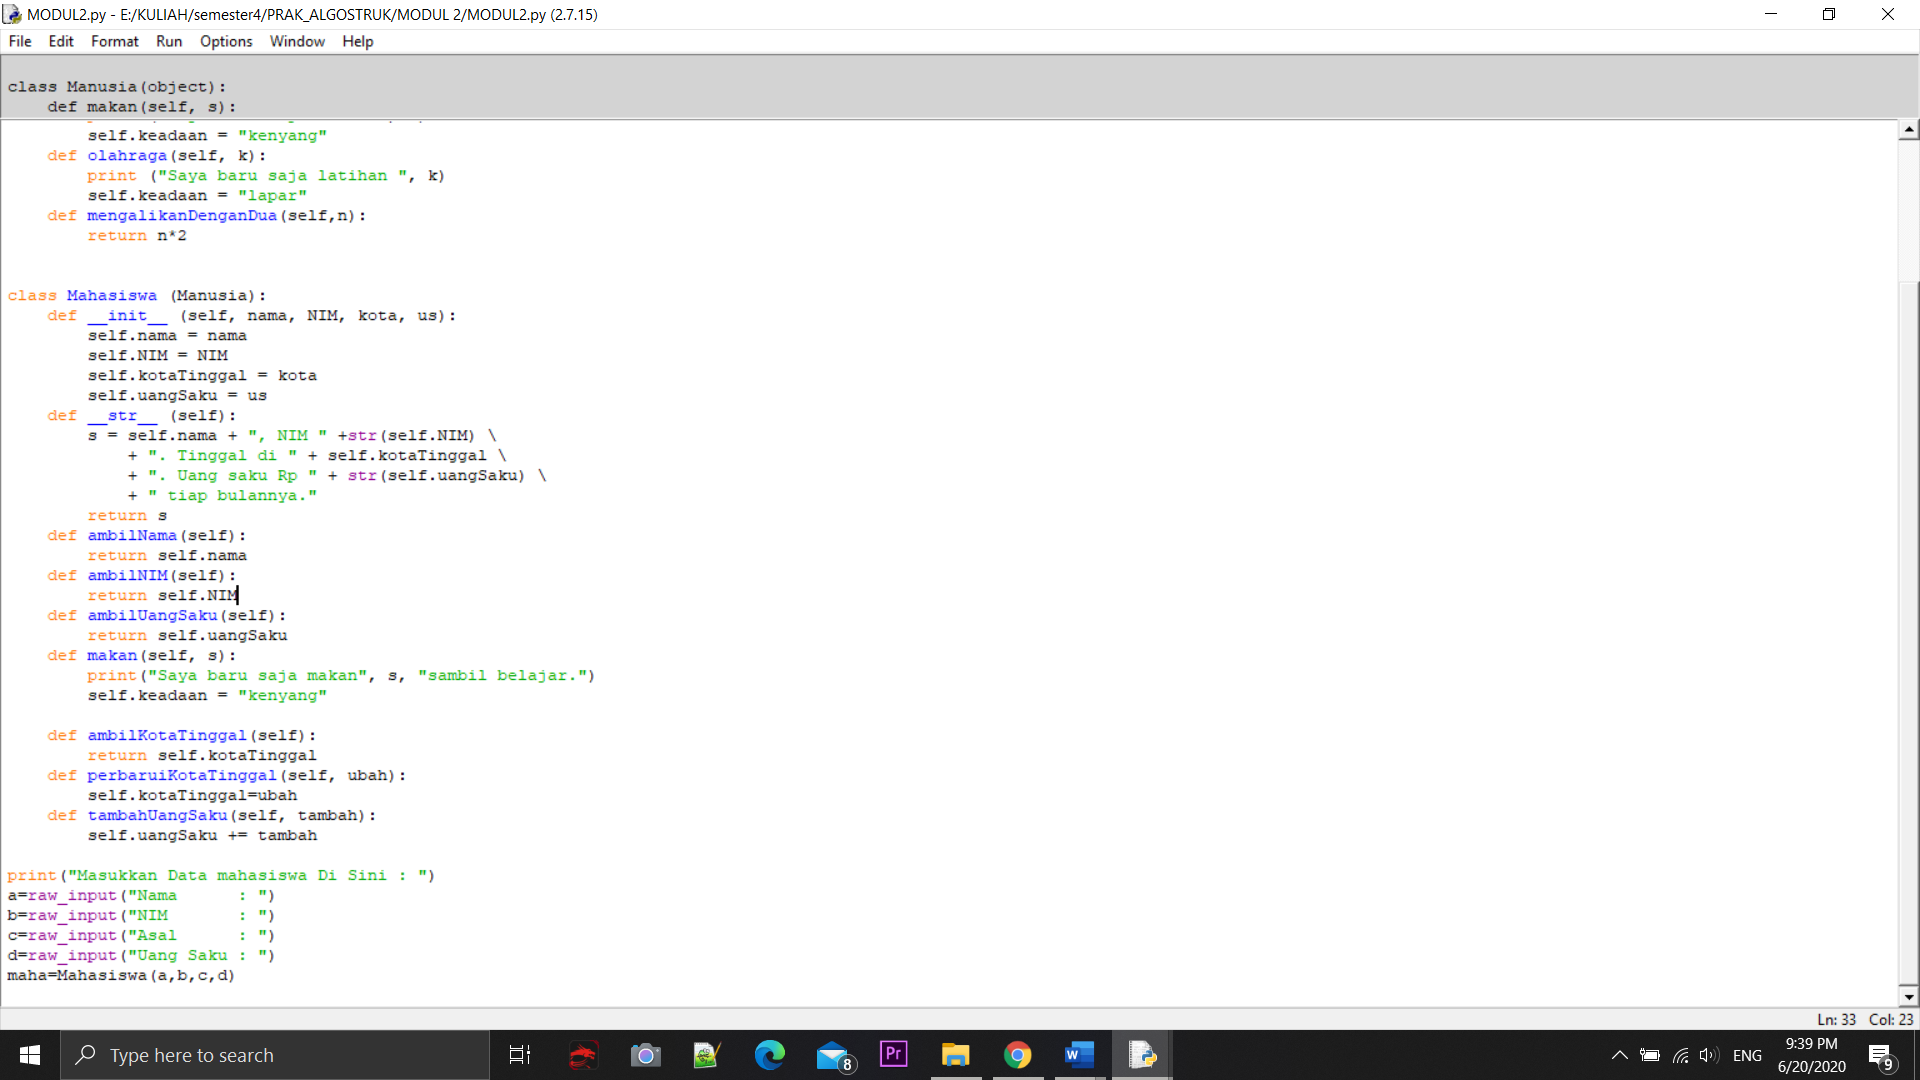 MODUL2.py - E:/KULIAH/semester4/PRAK_ALGOSTRUK/MODUL 2/MODUL2.py (2.7.15)
File Edit Format Run Options Window Help
class Manusia(object):
    def makan(self, s):
        self.keadaan = "kenyang"
    def olahraga(self, k):
        print ("Saya baru saja latihan ", k)
        self.keadaan = "lapar"
    def mengalikanDenganDua(self,n):
        return n*2
class Mahasiswa (Manusia):
    def __init__ (self, nama, NIM, kota, us):
        self.nama = nama
        self.NIM = NIM
        self.kotaTinggal = kota
        self.uangSaku = us
    def __str__ (self):
        s = self.nama + ", NIM " +str(self.NIM) \
            + ". Tinggal di " + self.kotaTinggal \
            + ". Uang saku Rp " + str(self.uangSaku) \
            + " tiap bulannya."
        return s
    def ambilNama(self):
        return self.nama
    def ambilNIM(self):
        return self.NIM
    def ambilUangSaku(self):
        return self.uangSaku
    def makan(self, s):
        print("Saya baru saja makan", s, "sambil belajar.")
        self.keadaan = "kenyang"
    def ambilKotaTinggal(self):
        return self.kotaTinggal
    def perbaruiKotaTinggal(self, ubah):
        self.kotaTinggal=ubah
    def tambahUangSaku(self, tambah):
        self.uangSaku += tambah
print("Masukkan Data mahasiswa Di Sini : ")
a=raw_input("Nama      : ")
b=raw_input("NIM       : ")
c=raw_input("Asal      : ")
d=raw_input("Uang Saku : ")
maha=Mahasiswa(a,b,c,d)
Ln: 33 Col: 23
Type here to search
8
Pr
W
ENG
9:39 PM
6/20/2020
9